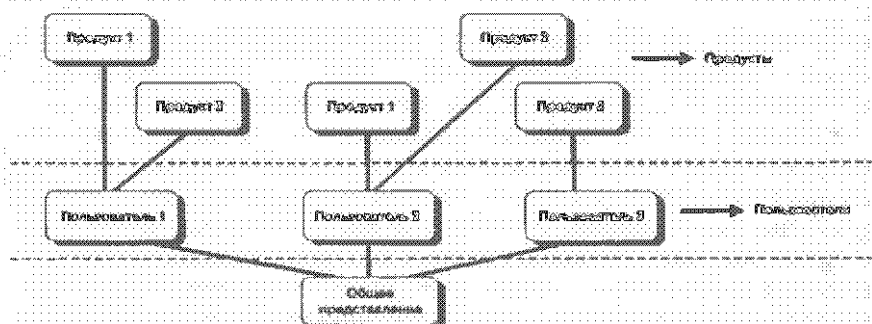 Продукт 1
Продукт 3
Продукты
Продукт 2
Продукт 1
Продукт 2
Пользователь 1
Пользователь 2
Пользователь 3
Пользователи
Общее
представление